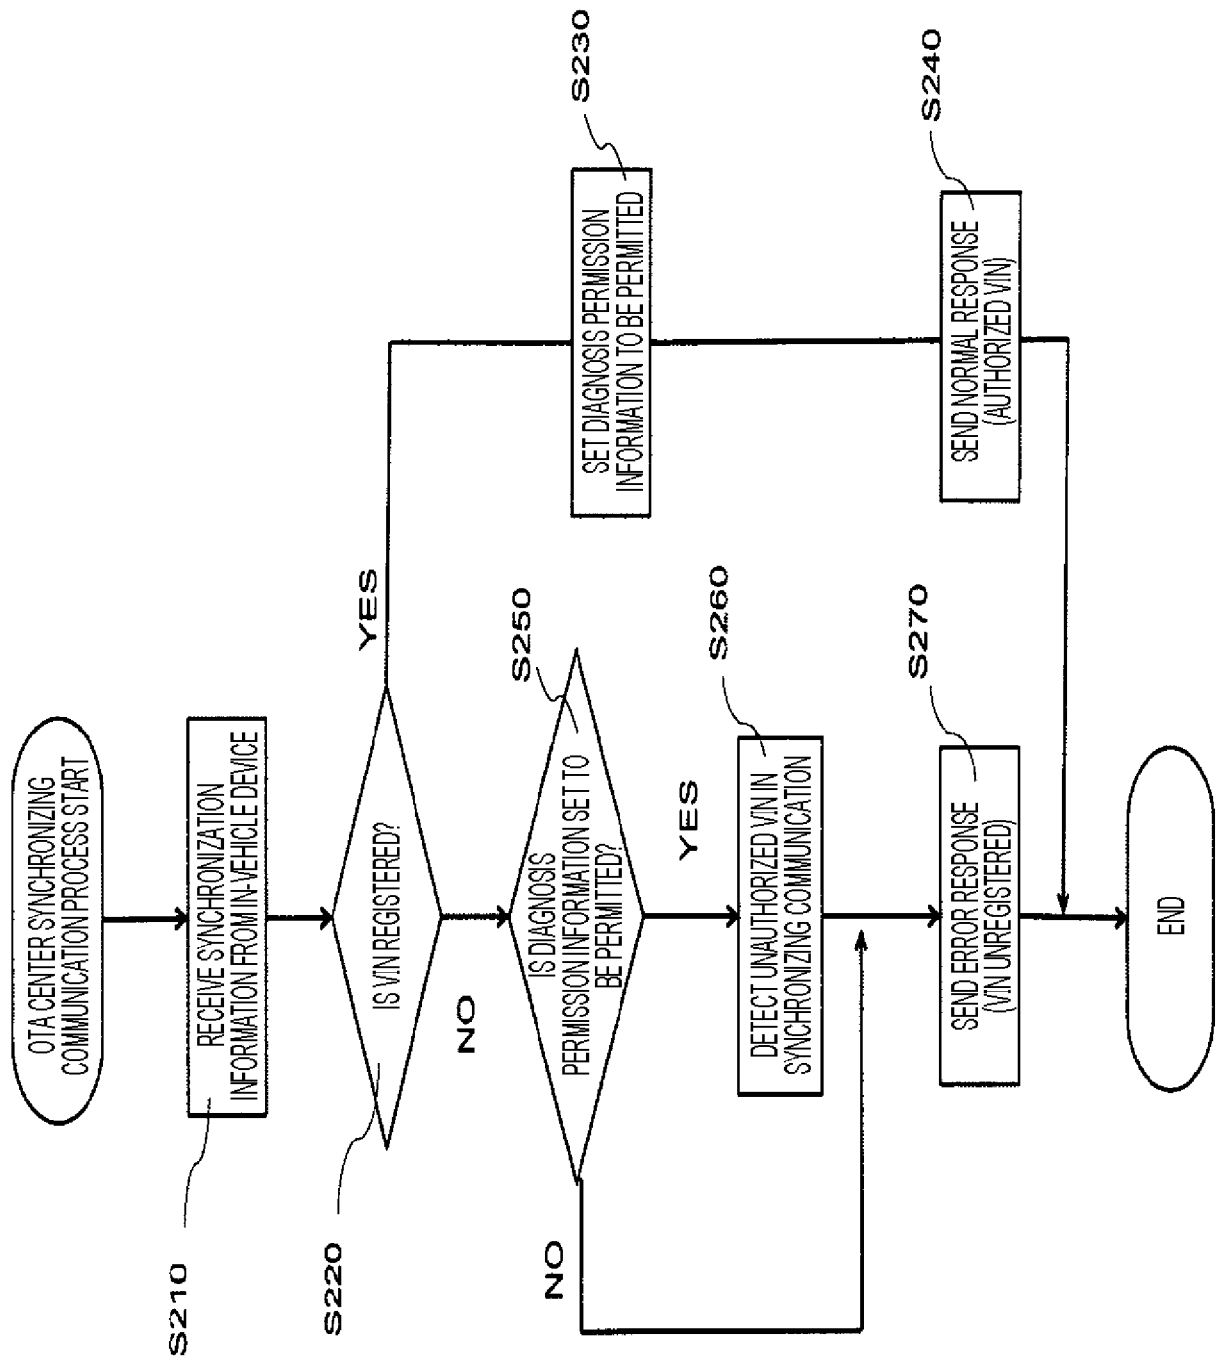 OTA CENTER SYNCHRONIZING
COMMUNICATION PROCESS START
S210
RECEIVE SYNCHRONIZATION
INFORMATION FROM IN-VEHICLE DEVICE
S220
IS VIN REGISTERED?
YES
NO
S250
IS DIAGNOSIS
PERMISSION INFORMATION SET TO
BE PERMITTED?
S230
SET DIAGNOSIS PERMISSION
INFORMATION TO BE PERMITTED
NO
YES
S260
DETECT UNAUTHORIZED VIN IN
SYNCHRONIZING COMMUNICATION
S270
SEND ERROR RESPONSE
(VIN UNREGISTERED)
S240
SEND NORMAL RESPONSE
(AUTHORIZED VIN)
END